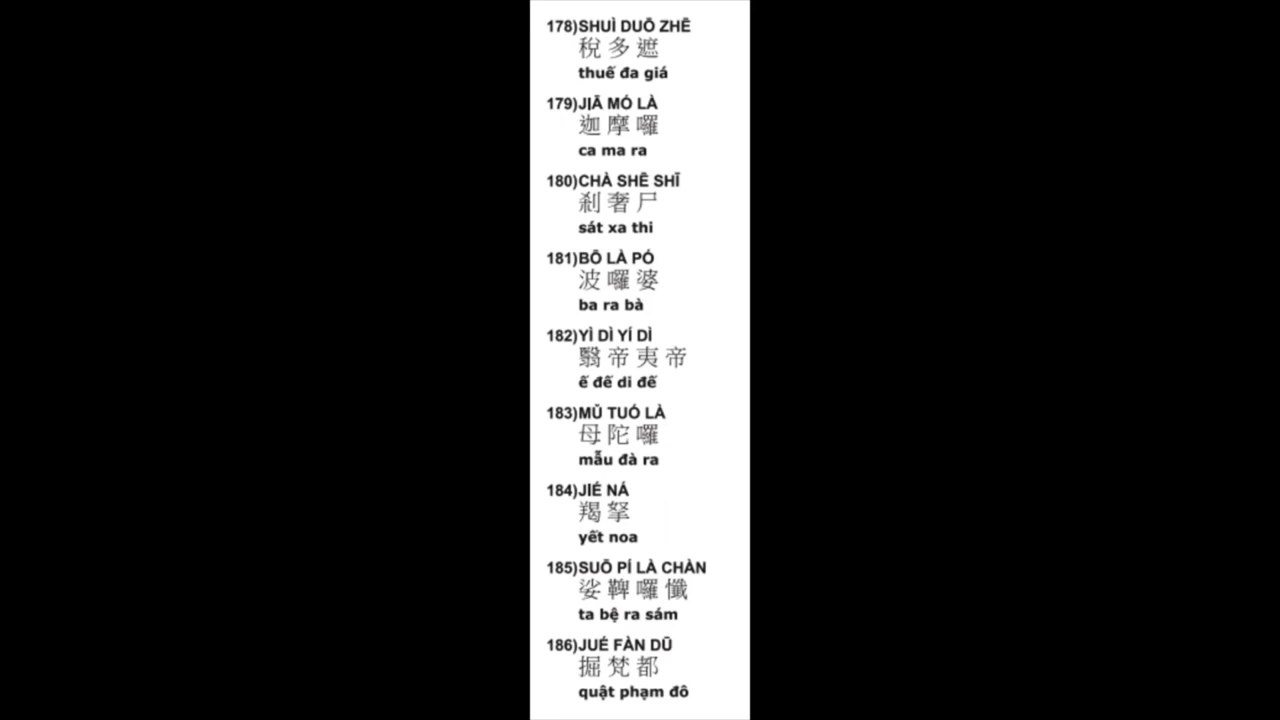 178)SHUÌ DUŌ ZHĒ
稅多遮
thuế đa giá
179)JIĀ MÓ LÀ
迦摩囉
ca ma ra
180)CHÀ SHĒ SHĪ
剎奢尸
sát xa thi
181)BŌ LÀ PÓ
波囉婆
ba ra bà
182)YÌ DÌ YÍ DÌ
翳帝夷帝
ế đế di đế
183)MǓ TUÓ LÀ
母陀囉
mẫu đà ra
184)JIÉ NÁ
羯拏
yết noa
185)SUŌ PÍ LÀ CHÀN
娑鞞囉懺
ta bệ ra sám
186)JUÉ FÀN DŪ
掘梵都
quật phạm đô